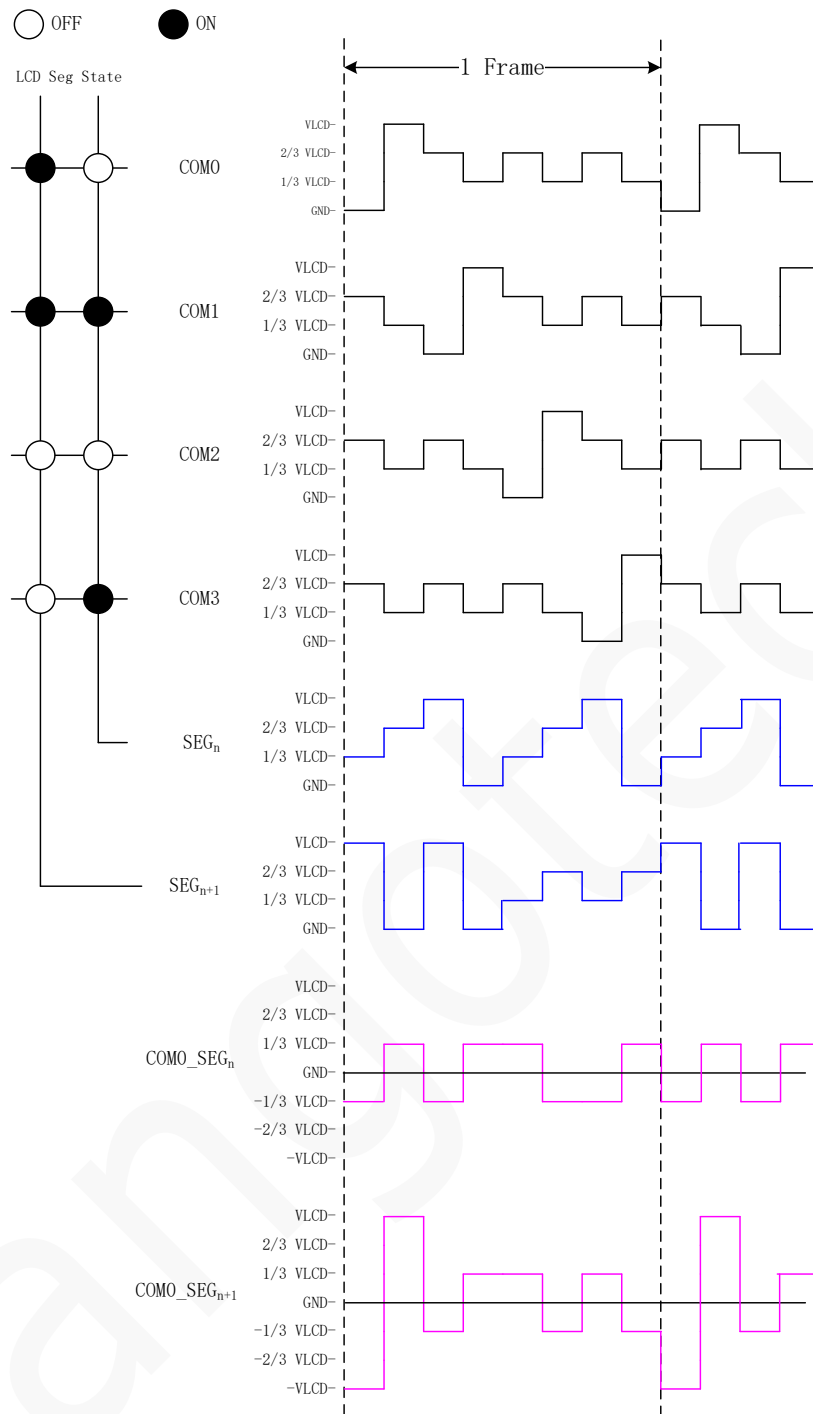 OFF ON
1 Frame
LCD Seg State
VLCD
2/3 VLCD
COM0
1/3 VLCD
GND
VLCD
2/3 VLCD
COM1
1/3 VLCD
GND
VLCD
2/3 VLCD
COM2
1/3 VLCD
GND
VLCD
2/3 VLCD
COM3
1/3 VLCD
GND
VLCD
2/3 VLCD
SEGn
1/3 VLCD
GND
VLCD
2/3 VLCD
SEGn+1
1/3 VLCD
GND
VLCD
2/3 VLCD
1/3 VLCD
COM0_SEGn
GND
-1/3 VLCD
-2/3 VLCD
-VLCD
VLCD
2/3 VLCD
1/3 VLCD
COM0_SEGn+1
GND
-1/3 VLCD
-2/3 VLCD
-VLCD